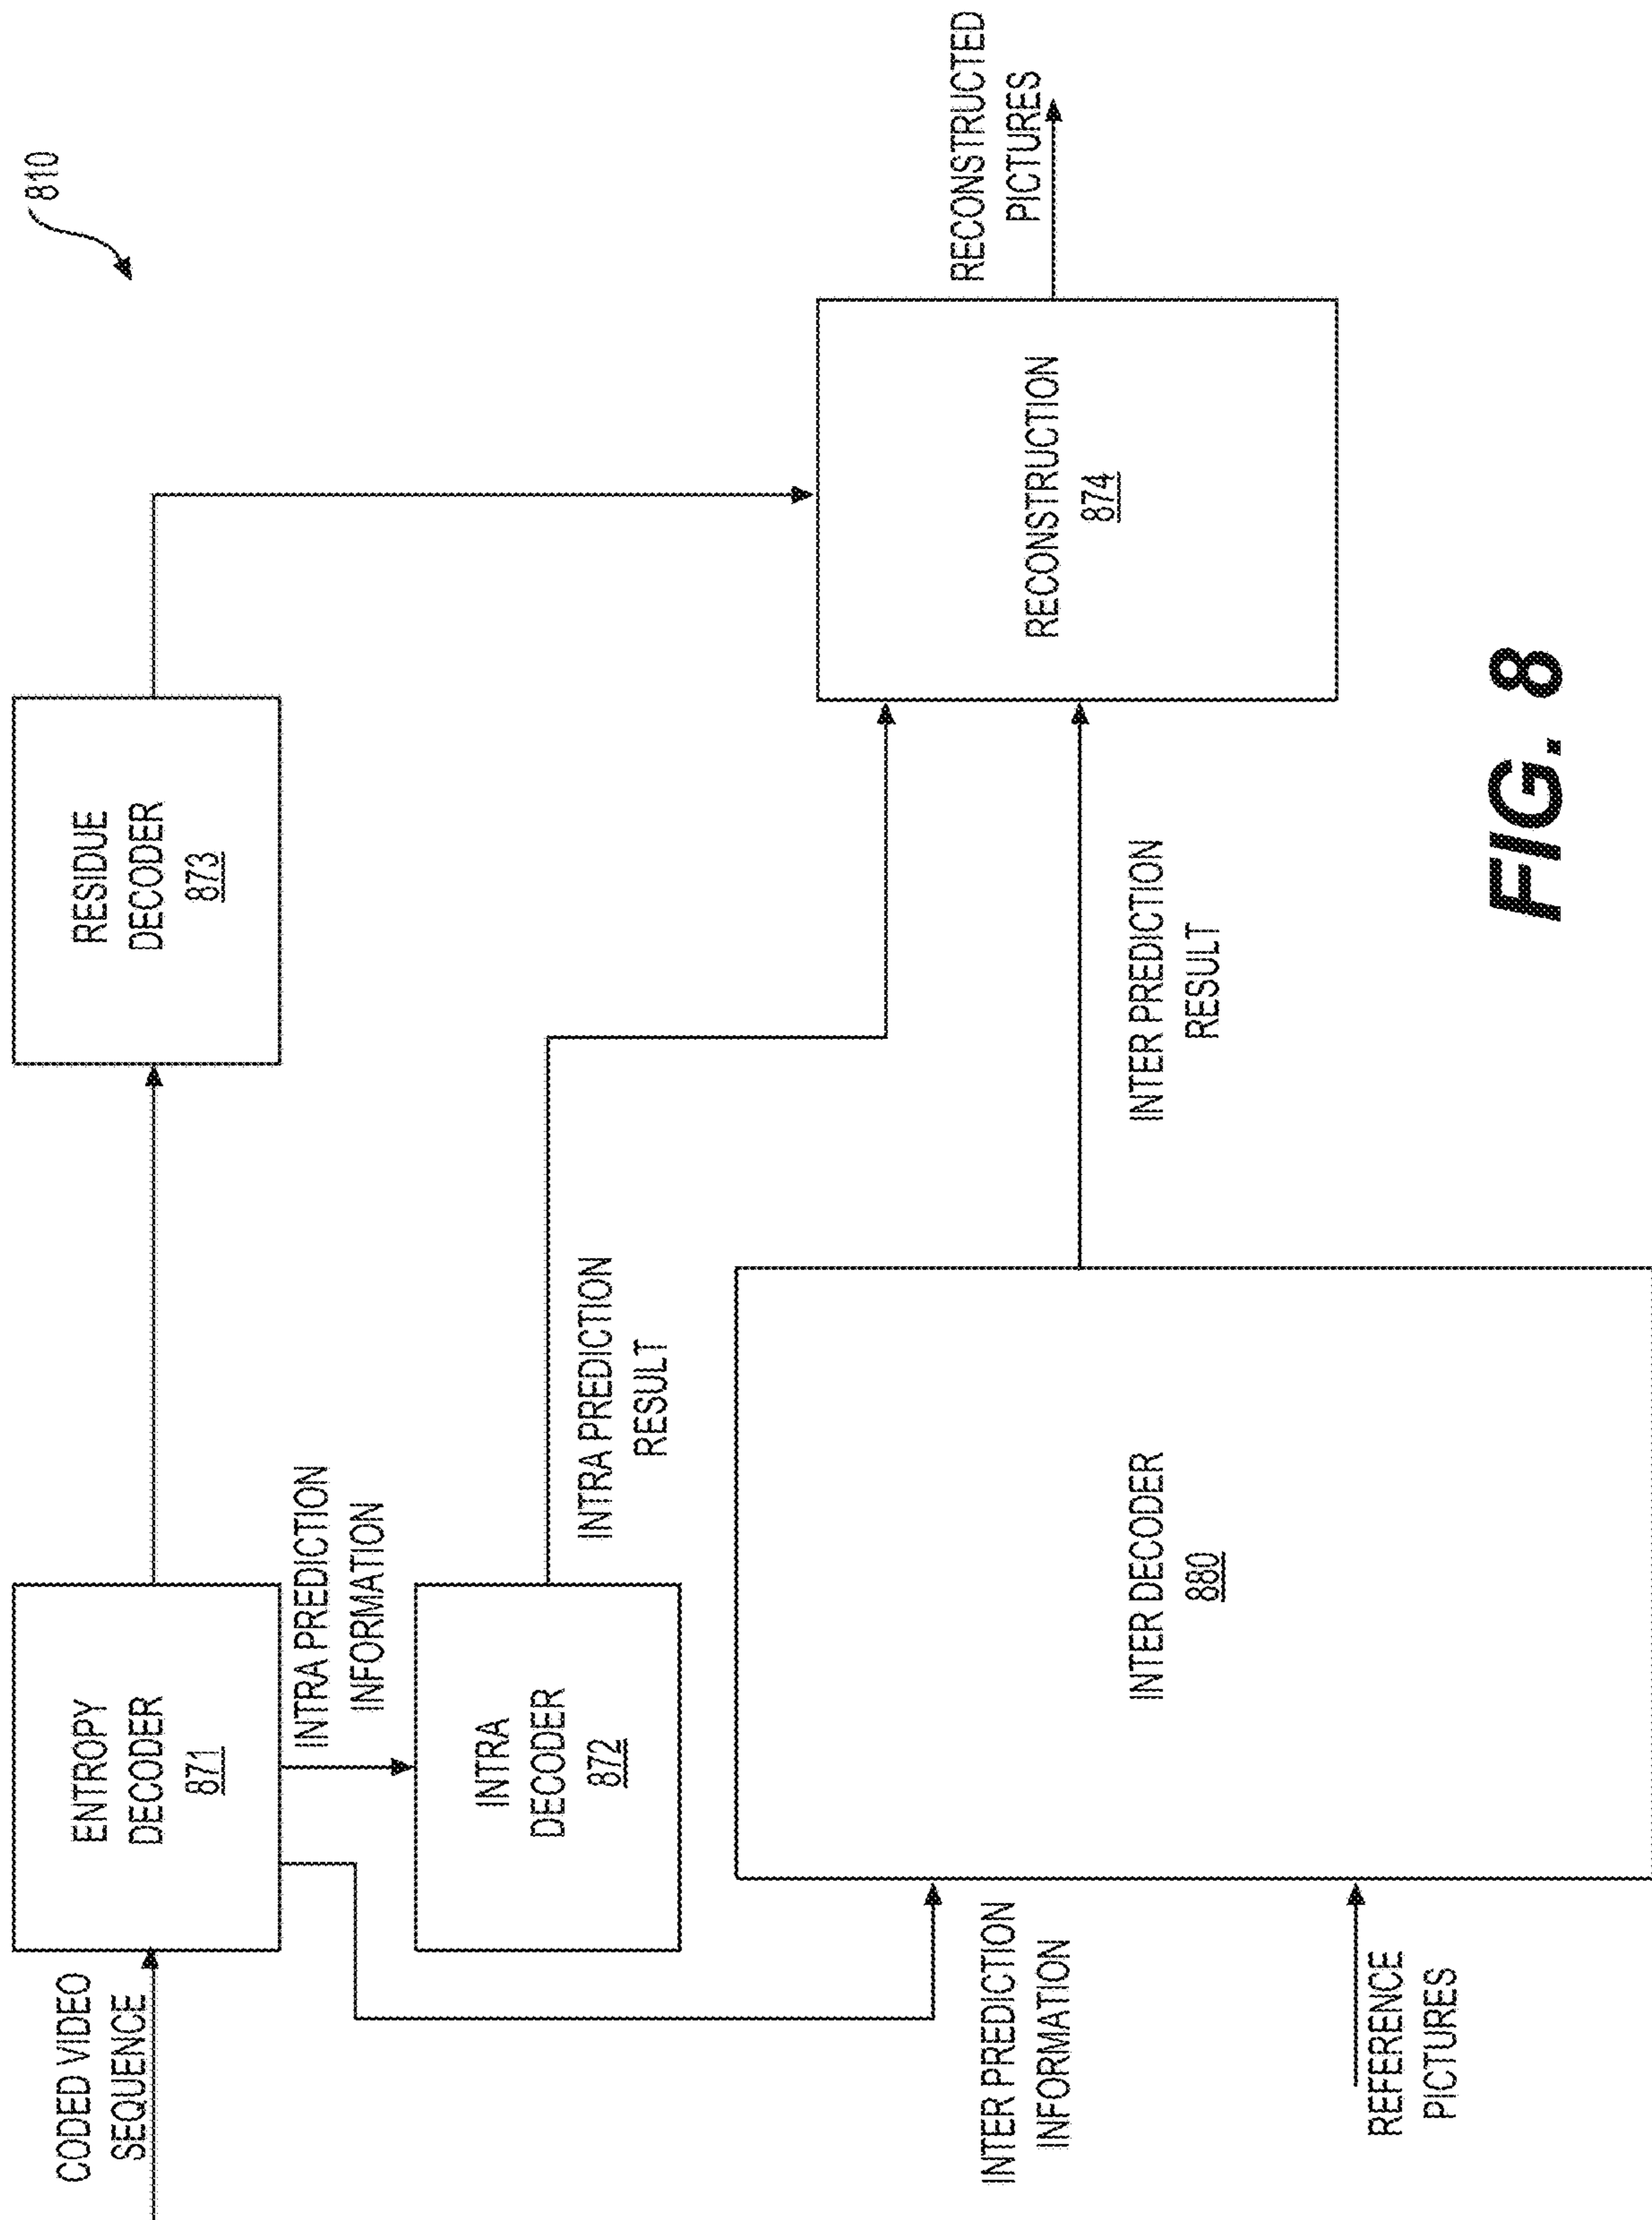 810
CODED VIDEO
SEQUENCE
ENTROPY
DECODER
871
RESIDUE
DECODER
873
INTRA PREDICTION
INFORMATION
INTRA
DECODER
872
INTRA PREDICTION
RESULT
RECONSTRUCTED
PICTURES
RECONSTRUCTION
874
INTER PREDICTION
INFORMATION
INTER DECODER
880
INTER PREDICTION
RESULT
REFERENCE
PICTURES
FIG. 8